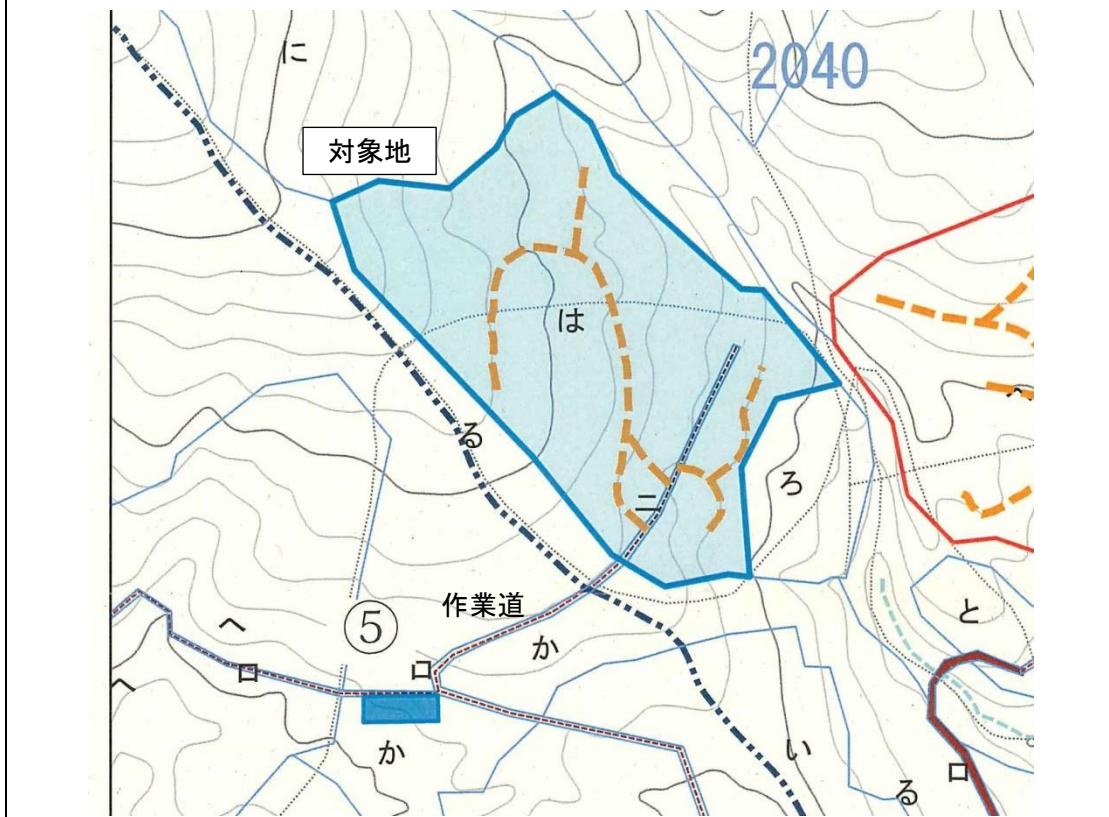 に
2040
対象地
は
る
ろ
ニ
へ
作業道
⑤
と
へ
か
ロ
ロ
へ
か
い
ロ
る